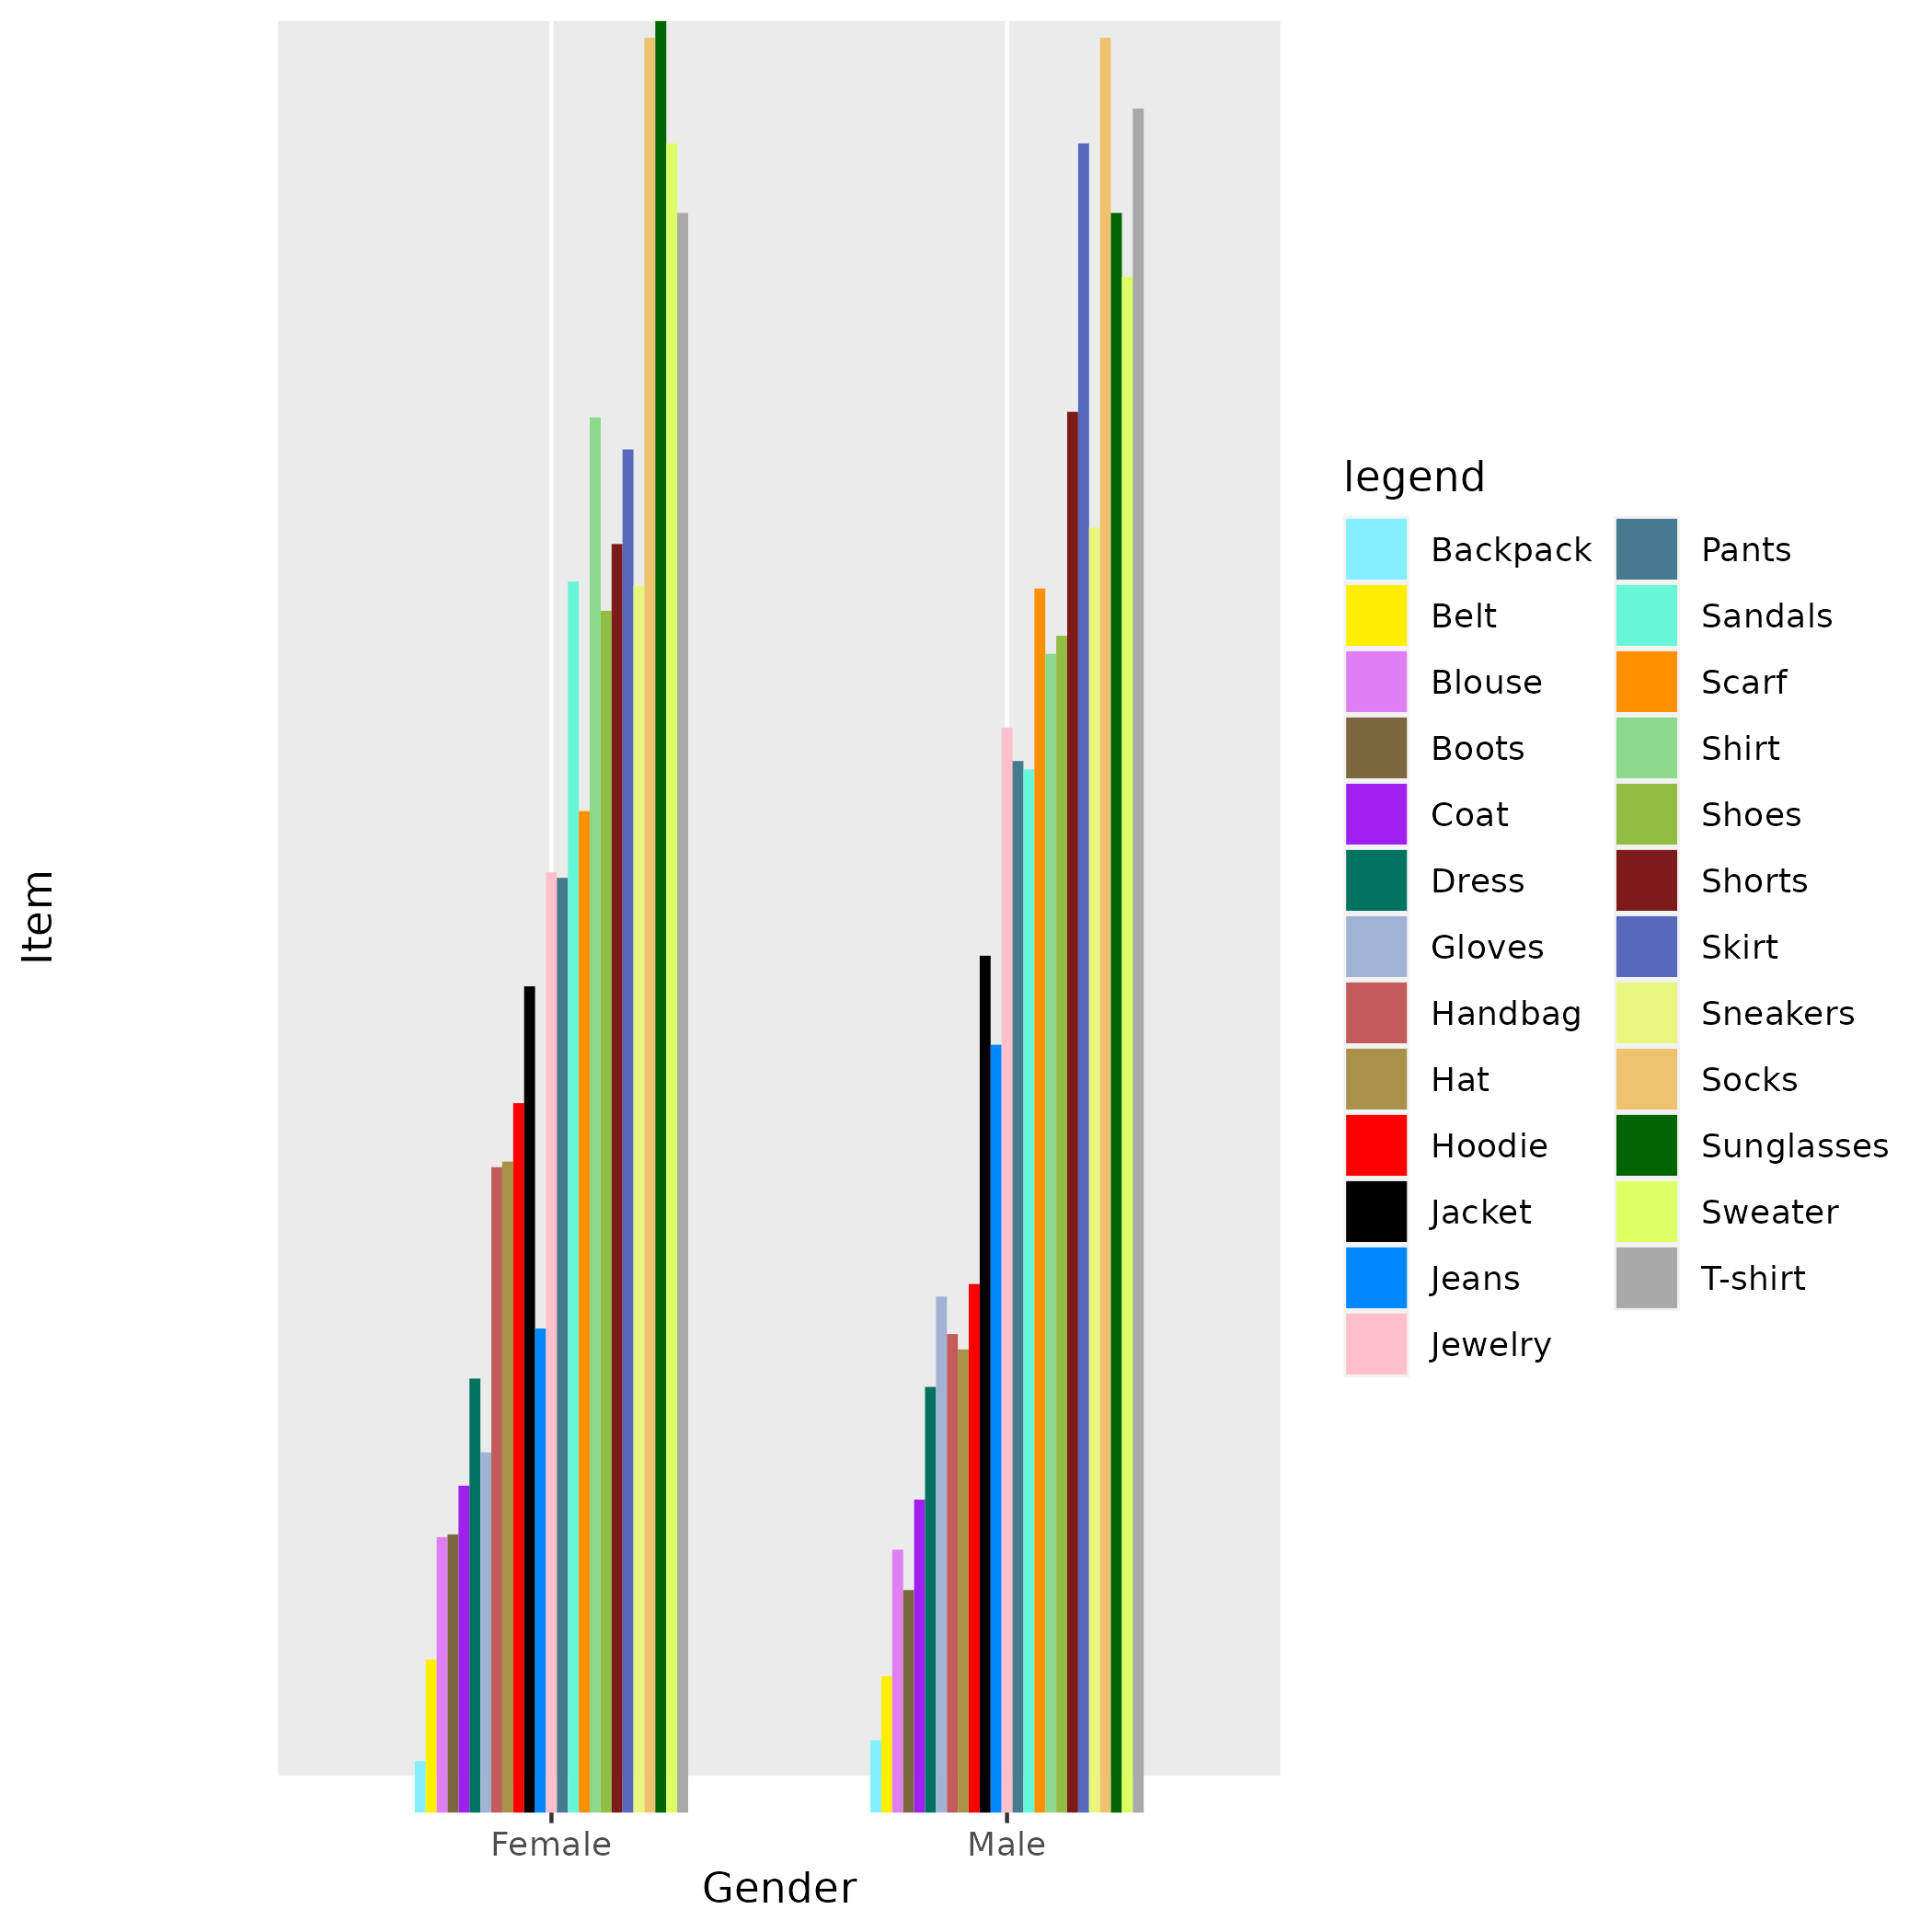 Item
Female
Male
Gender
legend
Backpack
Belt
Blouse
Boots
Coat
Dress
Gloves
Handbag
Hat
Hoodie
Jacket
Jeans
Jewelry
Pants
Sandals
Scarf
Shirt
Shoes
Shorts
Skirt
Sneakers
Socks
Sunglasses
Sweater
T-shirt